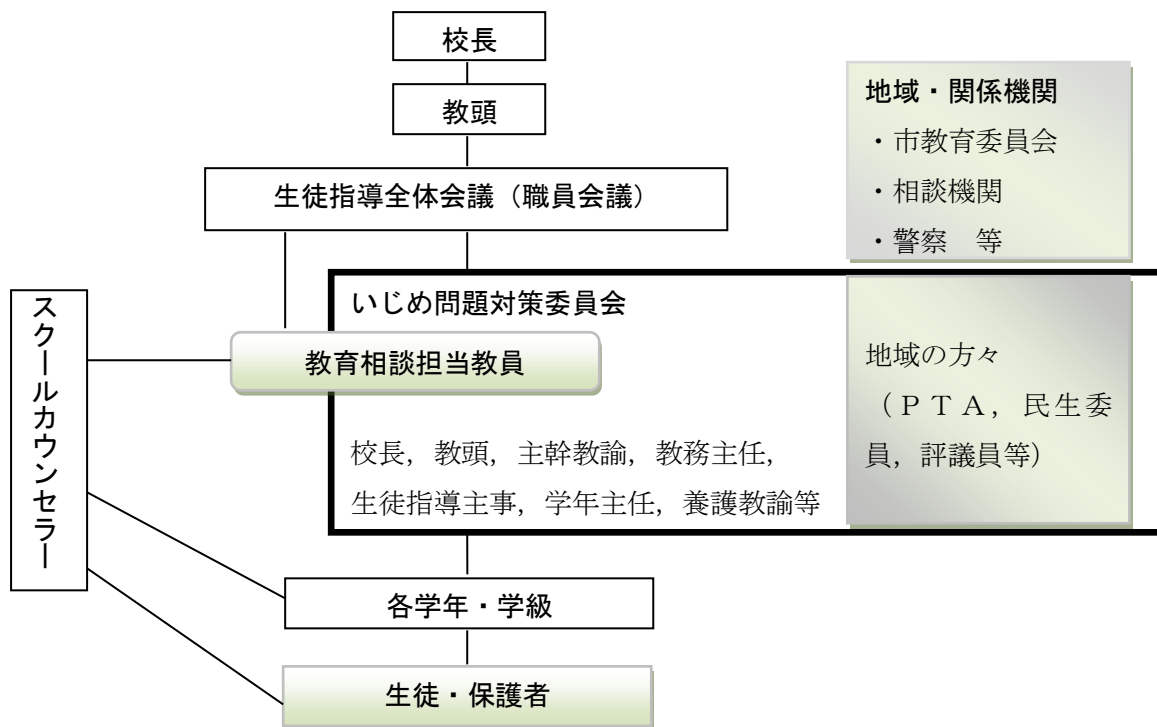 校長
教頭
生徒指導全体会議（職員会議）
地域・関係機関
・市教育委員会
・相談機関
・警察　等
スクールカウンセラー
いじめ問題対策委員会
教育相談担当教員
校長，教頭，主幹教諭，教務主任，
生徒指導主事，学年主任，養護教諭等
地域の方々
（ＰＴＡ，民生委
員，評議員等）
各学年・学級
生徒・保護者